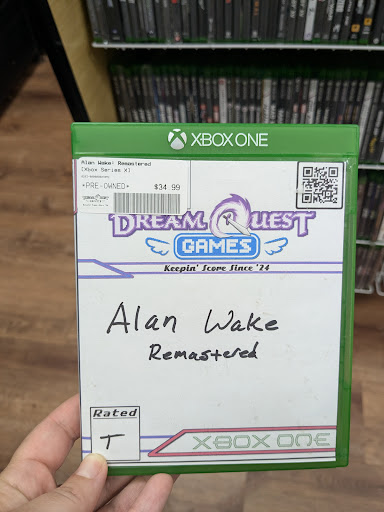 XBOX ONE
Alan Wake: Remastered
[Xbox Series X]
*PRE-OWNED*
$34.99
DREAM QUEST
GAMES
Keepin' Score Since '24
Alan Wake
Remastered
Rated
T
XBOX ONE